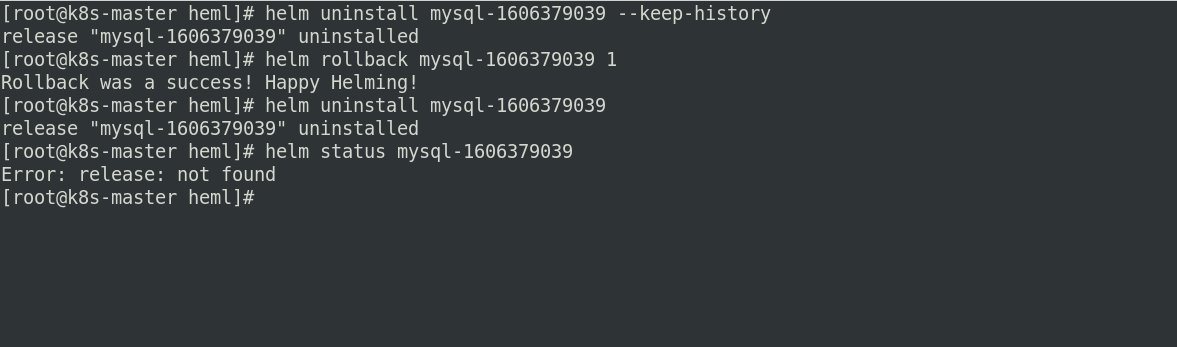 [root@k8s-master heml]# helm uninstall mysql-1606379039 --keep-history
release "mysql-1606379039" uninstalled
[root@k8s-master heml]# helm rollback mysql-1606379039 1
Rollback was a success! Happy Helming!
[root@k8s-master heml]# helm uninstall mysql-1606379039
release "mysql-1606379039" uninstalled
[root@k8s-master heml]# helm status mysql-1606379039
Error: release: not found
[root@k8s-master heml]#